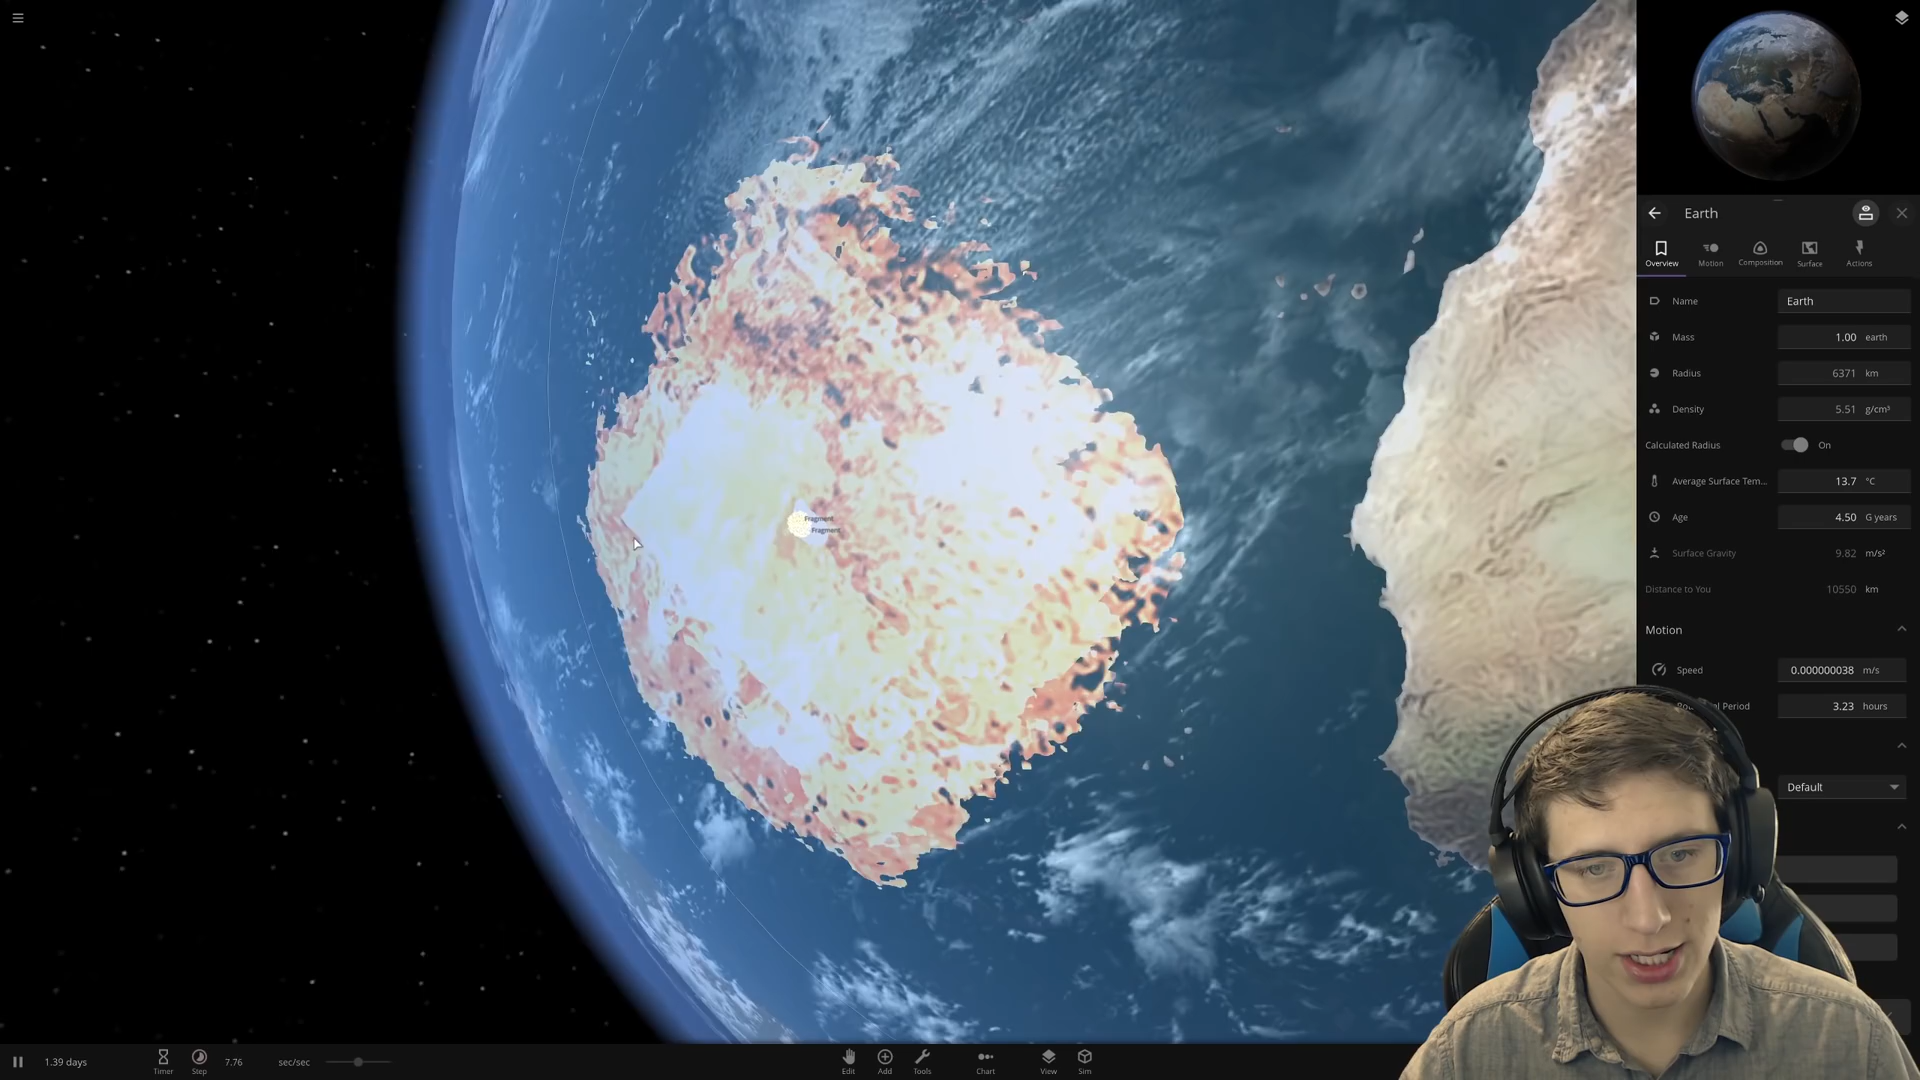 Earth
Overview
Motion
Composition
Surface
Actions
Name
Earth
Mass
1.00 earth
Radius
6371 km
Density
5.51 g/cm³
Calculated Radius
On
Average Surface Tem...
13.7 °C
Age
4.50 G years
Surface Gravity
9.82 m/s²
Distance to You
10550 km
Motion
Speed
0.000000038 m/s
Period
3.23 hours
Default
Fragment
Fragment
1.39 days
Timer
Step
7.76 sec/sec
Edit
Add
Tools
Chart
View
Sim